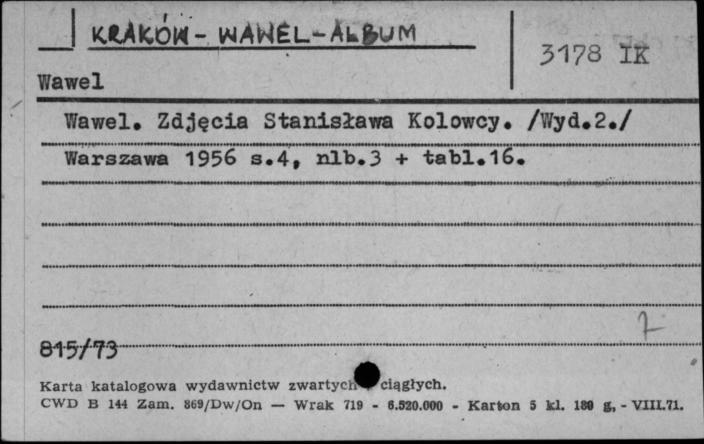 KRAKÓW - WAWEL - ALBUM
3178 IK
Wawel
Wawel. Zdjęcia Stanisława Kolowcy. /Wyd.2./
Warszawa 1956 s.4, nlb.3 + tabl.16.
7
815/73
Karta katalogowa wydawnictw zwartych ciągłych.
CWD B 144 Zam. 869/Dw/On — Wrak 719 - 6.520.000 - Karton 5 kl. 180 g, - VIII.71.